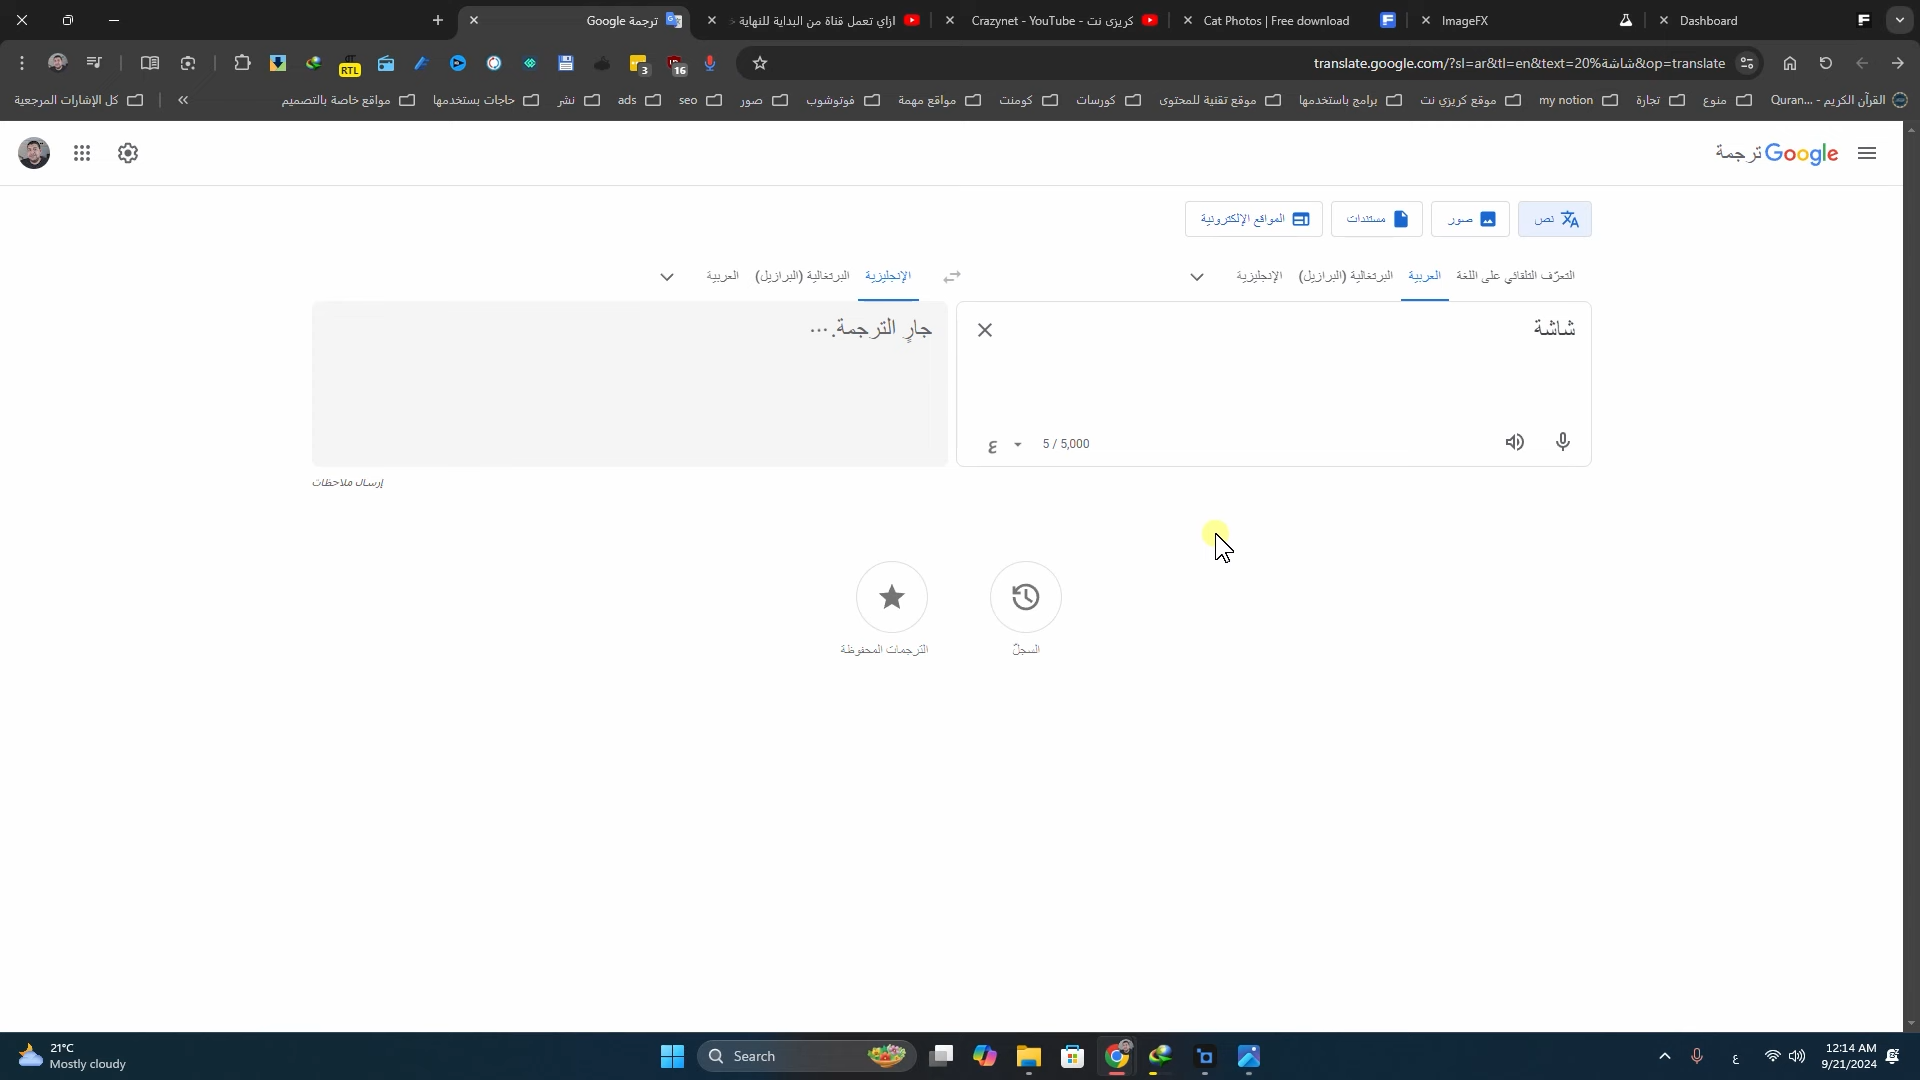 ترجمة Google
ازاي تعمل قناة من البداية للنهاية
كريزي نت - Crazynet - YouTube
Cat Photos | Free download
ImageFX
Dashboard
RTL
3
16
translate.google.com/?sl=ar&tl=en&text=20%شاشة&op=translate
القرآن الكريم - ...Quran
منوع
تجارة
my notion
موقع كريزي نت
برامج باستخدمها
موقع تقنية للمحتوى
كورسات
كومنت
مواقع مهمة
فوتوشوب
صور
seo
ads
نشر
حاجات بستخدمها
مواقع خاصة بالتصميم
»
كل الإشارات المرجعية
Google ترجمة
نص
صور
مستندات
المواقع الإلكترونية
التعرّف التلقائي على اللغة
العربية
البرتغالية (البرازيل)
الإنجليزية
الإنجليزية
البرتغالية (البرازيل)
العربية
شاشة
جارٍ الترجمة. ...
5 / 5,000
ع
إرسال ملاحظات
السجلّ
الترجمات المحفوظة
21°C
Mostly cloudy
Search
ع
12:14 AM
9/21/2024